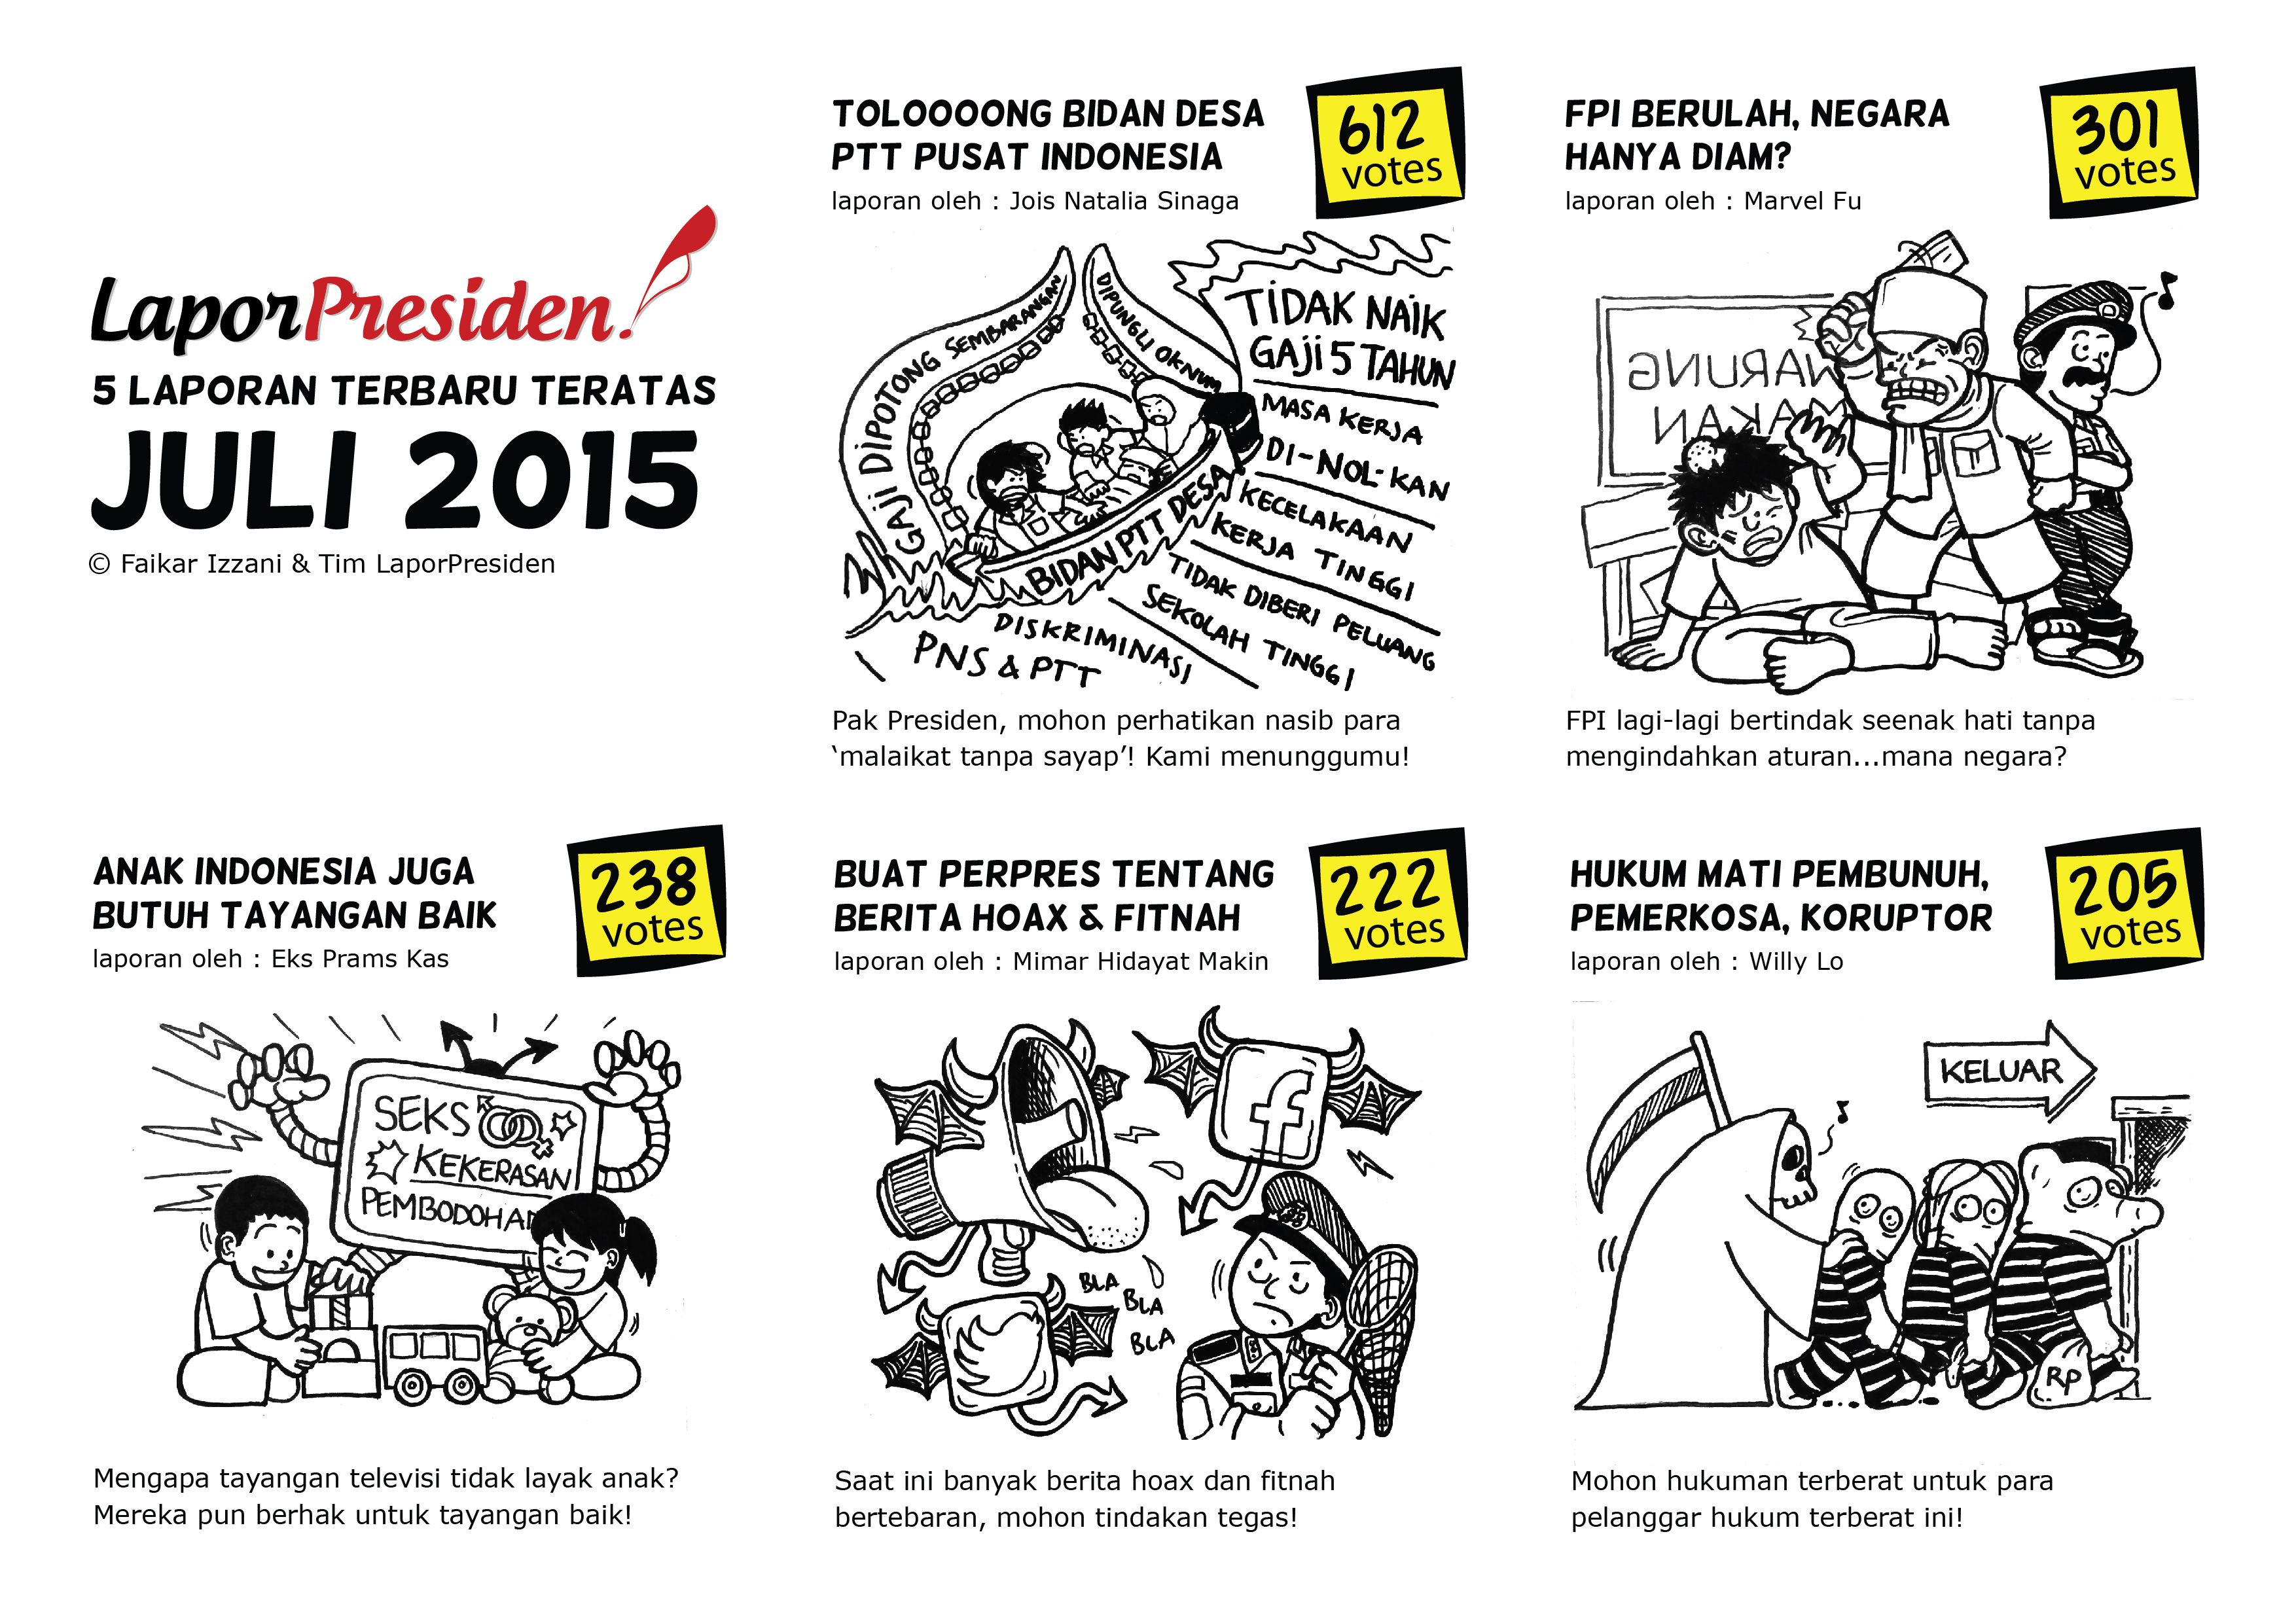 LaporPresiden.
5 LAPORAN TERBARU TERATAS
JULI 2015
© Faikar Izzani & Tim LaporPresiden
TOLOOOONG BIDAN DESA
PTT PUSAT INDONESIA
laporan oleh : Jois Natalia Sinaga
612
votes
GAJI DIPOTONG SEMBARANGAN
DIPUNGLI OKNUM
BIDAN PTT DESA
TIDAK NAIK
GAJI 5 TAHUN
MASA KERJA
DI-NOL-KAN
KECELAKAAN
KERJA TINGGI
TIDAK DIBERI PELUANG
SEKOLAH TINGGI
DISKRIMINASI
PNS & PTT
Pak Presiden, mohon perhatikan nasib para
‘malaikat tanpa sayap’! Kami menunggumu!
FPI BERULAH, NEGARA
HANYA DIAM?
laporan oleh : Marvel Fu
301
votes
WARUNG
MAKAN
FPI lagi-lagi bertindak seenak hati tanpa
mengindahkan aturan...mana negara?
ANAK INDONESIA JUGA
BUTUH TAYANGAN BAIK
laporan oleh : Eks Prams Kas
238
votes
SEKS
KEKERASAN
PEMBODOHAN
Mengapa tayangan televisi tidak layak anak?
Mereka pun berhak untuk tayangan baik!
BUAT PERPRES TENTANG
BERITA HOAX & FITNAH
laporan oleh : Mimar Hidayat Makin
222
votes
f
BLA
BLA
BLA
Saat ini banyak berita hoax dan fitnah
bertebaran, mohon tindakan tegas!
HUKUM MATI PEMBUNUH,
PEMERKOSA, KORUPTOR
laporan oleh : Willy Lo
205
votes
KELUAR
RP
Mohon hukuman terberat untuk para
pelanggar hukum terberat ini!